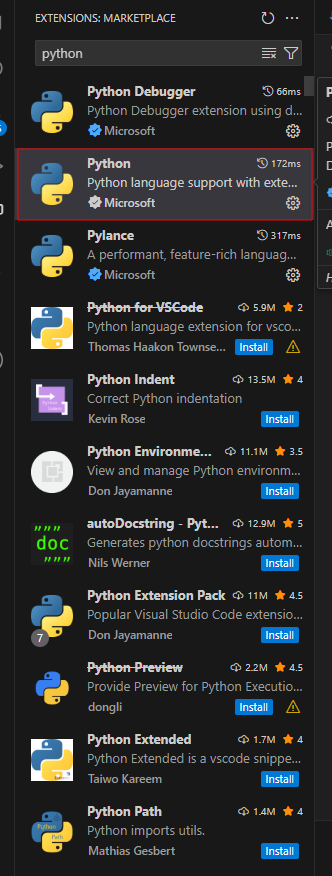 EXTENSIONS: MARKETPLACE
python
Python Debugger 66ms
Python Debugger extension using d...
Microsoft
Python 172ms
Python language support with exte...
Microsoft
Pylance 317ms
A performant, feature-rich languag...
Microsoft
Python for VSCode 5.9M 2
Python language extension for vsco...
Thomas Haakon Townse... Install
Python Indent 13.5M 4
Correct Python indentation
Kevin Rose Install
Python Environme... 11.1M 3.5
View and manage Python environm...
Don Jayamanne Install
autoDocstring - Pyt... 12.9M 5
Generates python docstrings autom...
Nils Werner Install
Python Extension Pack 11M 4.5
Popular Visual Studio Code extensio...
7 Don Jayamanne Install
Python Preview 2.2M 4.5
Provide Preview for Python Executio...
dongli Install
Python Extended 1.7M 4
Python Extended is a vscode snippe...
Taiwo Kareem Install
Python Path 1.4M 4
Python imports utils.
Mathias Gesbert Install